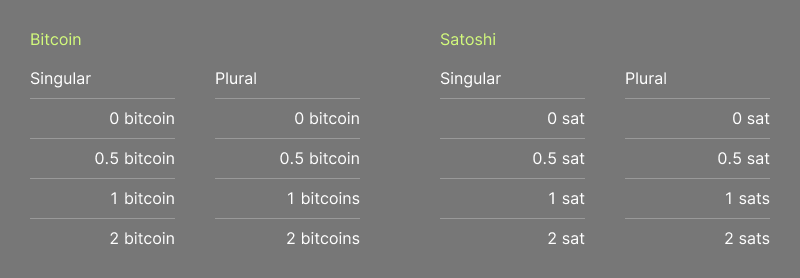 Bitcoin Satoshi
Singular Plural Singular Plural
0 bitcoin 0 bitcoin 0 sat 0 sat
0.5 bitcoin 0.5 bitcoin 0.5 sat 0.5 sat
1 bitcoin 1 bitcoins 1 sat 1 sats
2 bitcoin 2 bitcoins 2 sat 2 sats